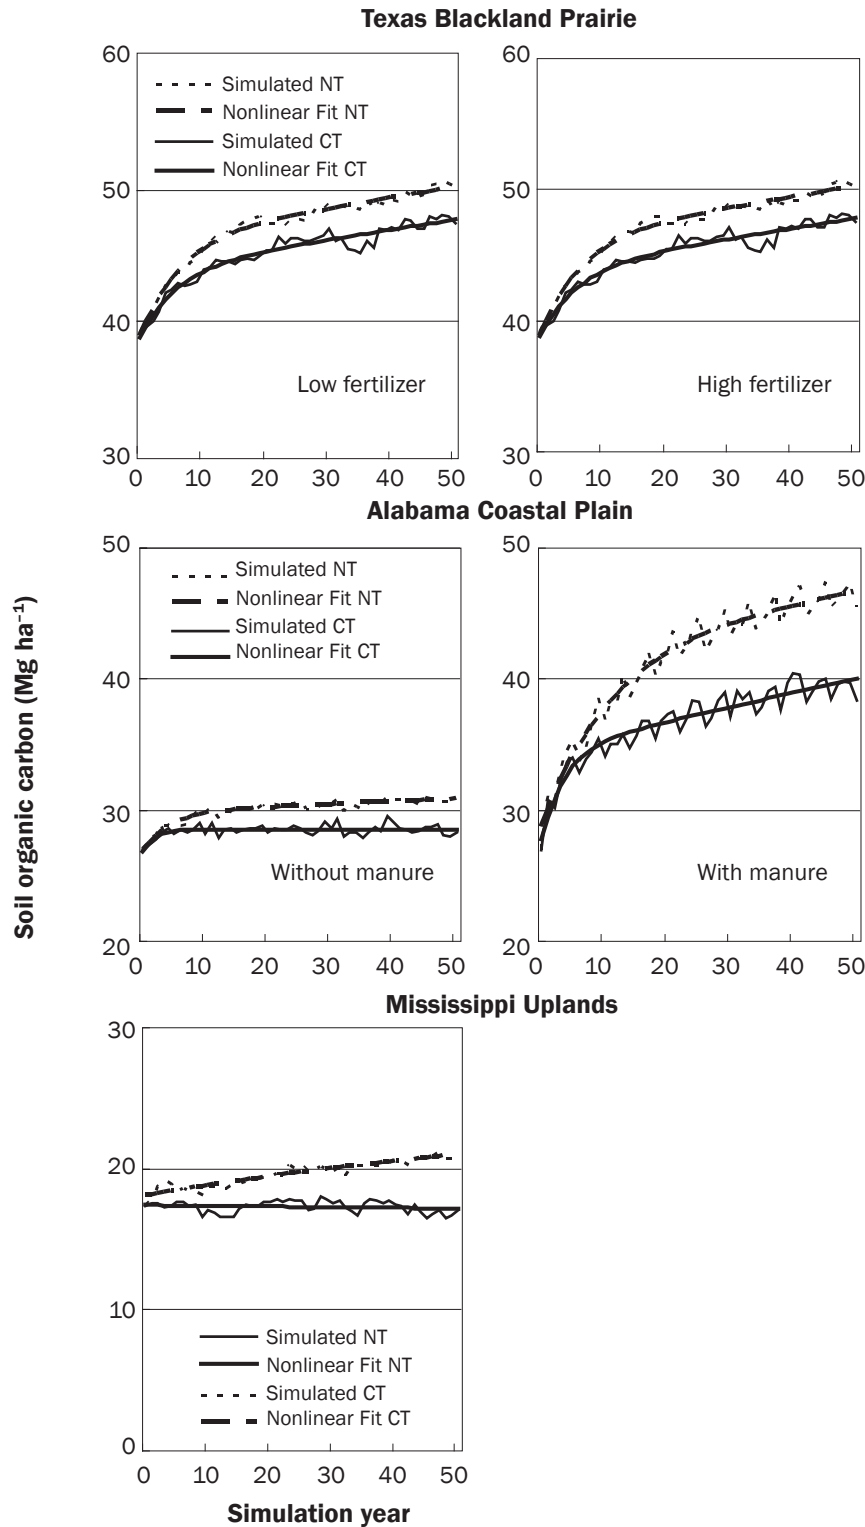 Texas Blackland Prairie
60
50
40
30
Simulated NT
Nonlinear Fit NT
Simulated CT
Nonlinear Fit CT
Low fertilizer
0 10 20 30 40 50
60
50
40
30
High fertilizer
0 10 20 30 40 50
Alabama Coastal Plain
Soil organic carbon (Mg ha⁻¹)
50
40
30
20
Simulated NT
Nonlinear Fit NT
Simulated CT
Nonlinear Fit CT
Without manure
0 10 20 30 40 50
50
40
30
20
With manure
0 10 20 30 40 50
Mississippi Uplands
30
20
10
0
Simulated NT
Nonlinear Fit NT
Simulated CT
Nonlinear Fit CT
0 10 20 30 40 50
Simulation year